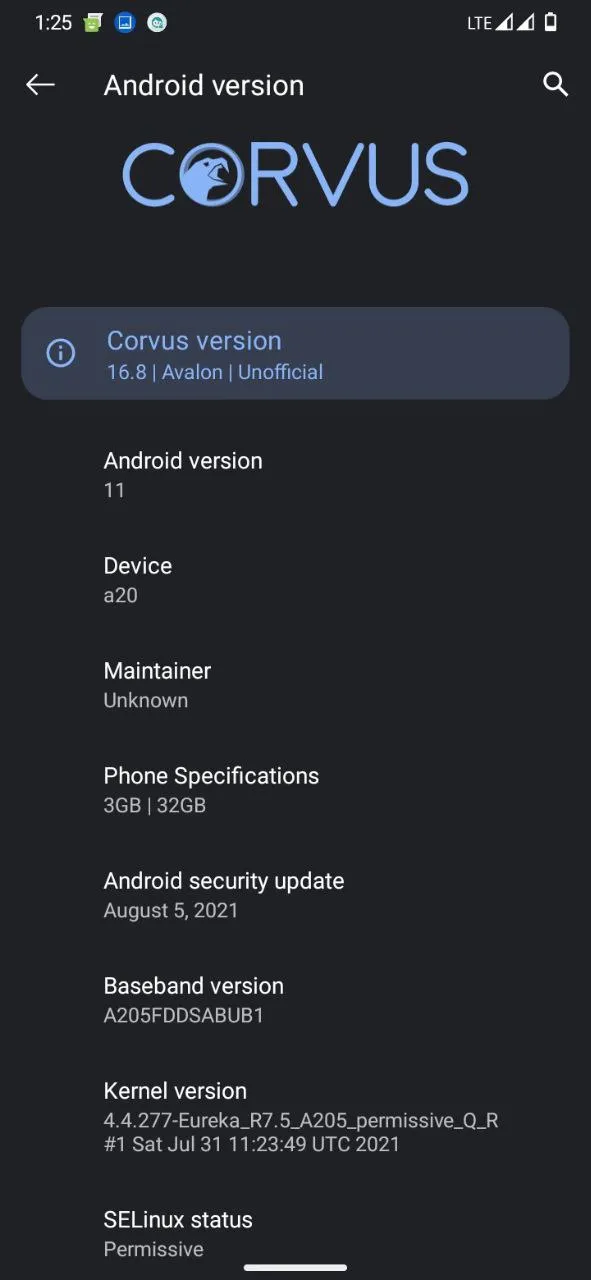 1:25
LTE
Android version
CORVUS
Corvus version
16.8 | Avalon | Unofficial
Android version
11
Device
a20
Maintainer
Unknown
Phone Specifications
3GB | 32GB
Android security update
August 5, 2021
Baseband version
A205FDDSABUB1
Kernel version
4.4.277-Eureka_R7.5_A205_permissive_Q_R
#1 Sat Jul 31 11:23:49 UTC 2021
SELinux status
Permissive